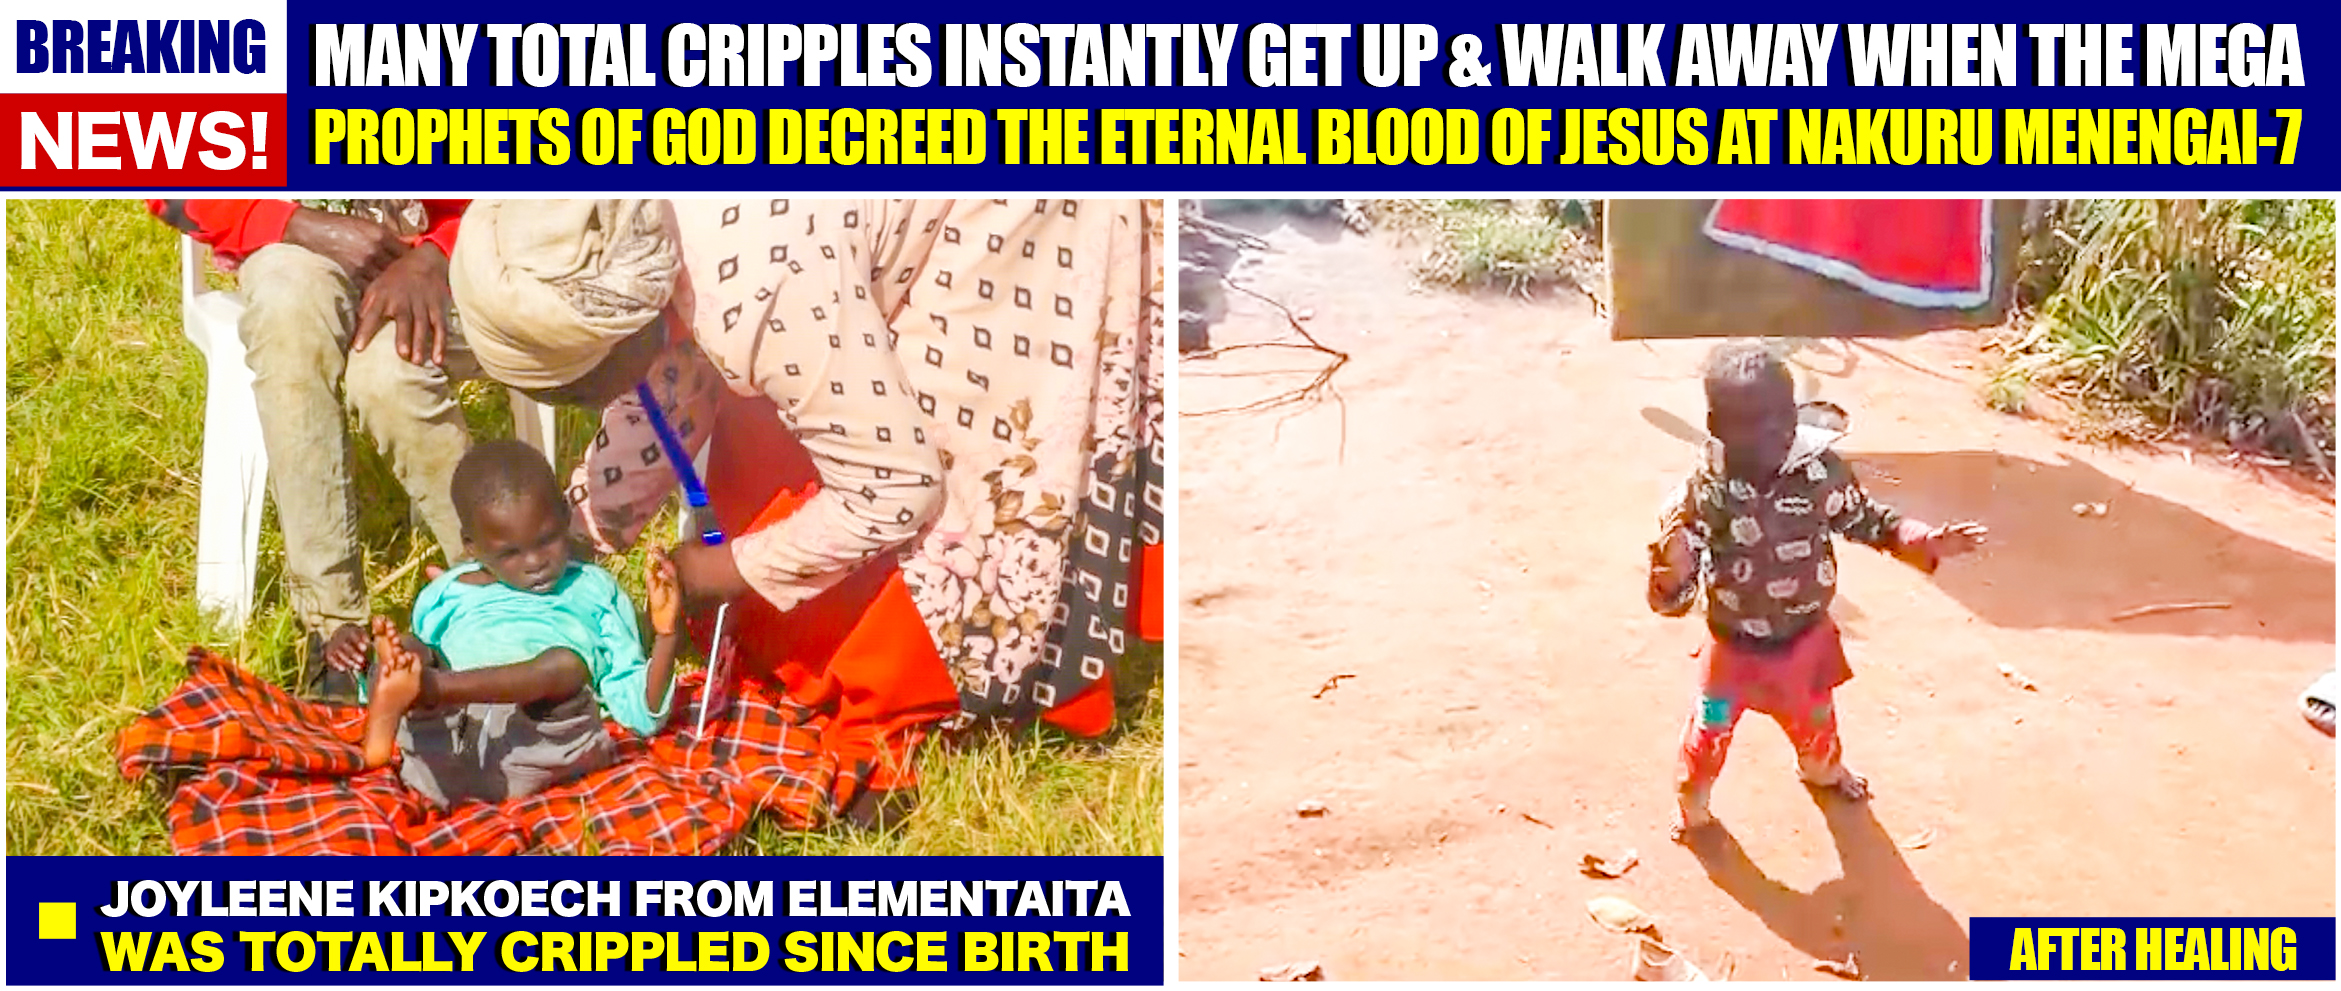 BREAKING
NEWS!
MANY TOTAL CRIPPLES INSTANTLY GET UP & WALK AWAY WHEN THE MEGA
PROPHETS OF GOD DECREED THE ETERNAL BLOOD OF JESUS AT NAKURU MENENGAI-7
JOYLEENE KIPKOECH FROM ELEMENTAITA
WAS TOTALLY CRIPPLED SINCE BIRTH
AFTER HEALING